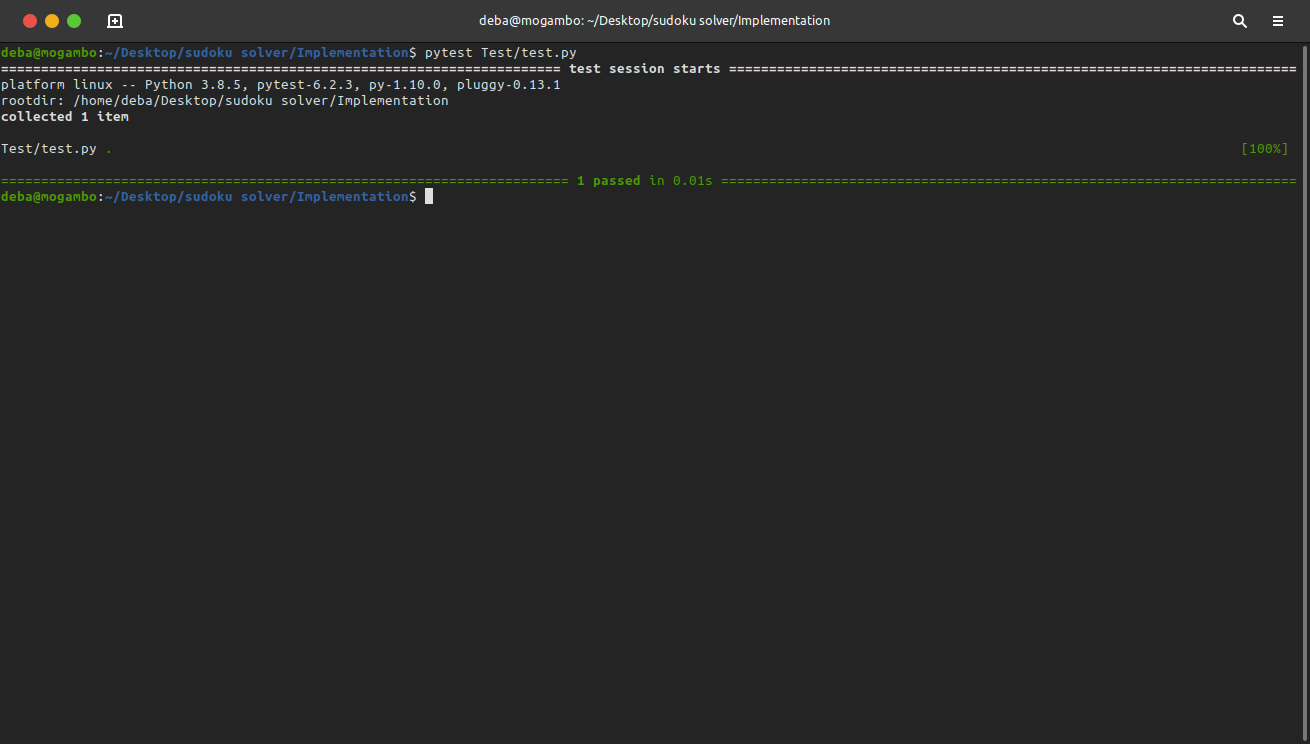 deba@mogambo: ~/Desktop/sudoku solver/Implementation
deba@mogambo:~/Desktop/sudoku solver/Implementation$ pytest Test/test.py
====================================================================== test session starts =======================================================================
platform linux -- Python 3.8.5, pytest-6.2.3, py-1.10.0, pluggy-0.13.1
rootdir: /home/deba/Desktop/sudoku solver/Implementation
collected 1 item
Test/test.py . [100%]
======================================================================= 1 passed in 0.01s ========================================================================
deba@mogambo:~/Desktop/sudoku solver/Implementation$